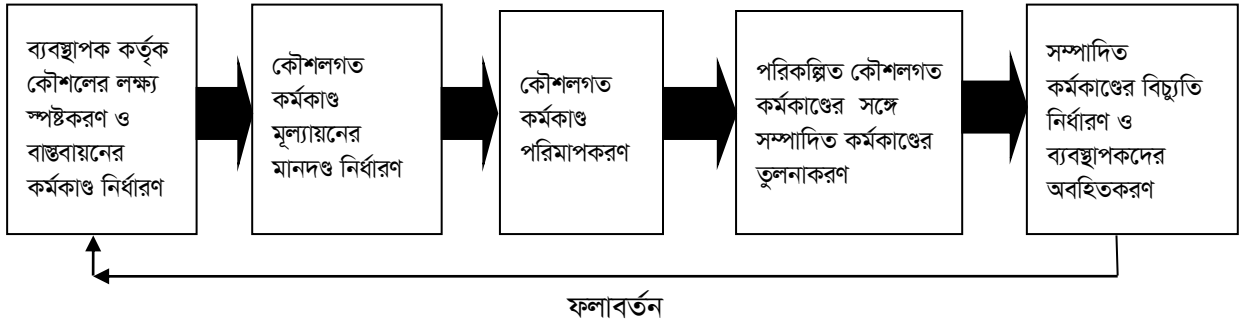 ব্যবস্থাপক কর্তৃক
কৌশলের লক্ষ্য
স্পষ্টকরণ ও
বাস্তবায়নের
কর্মকাণ্ড নির্ধারণ
কৌশলগত
কর্মকাণ্ড
মূল্যায়নের
মানদণ্ড নির্ধারণ
কৌশলগত
কর্মকাণ্ড
পরিমাপকরণ
পরিকল্পিত কৌশলগত
কর্মকাণ্ডের সঙ্গে
সম্পাদিত কর্মকাণ্ডের
তুলনাকরণ
সম্পাদিত
কর্মকাণ্ডের বিচ্যুতি
নির্ধারণ ও
ব্যবস্থাপকদের
অবহিতকরণ
ফলাবর্তন